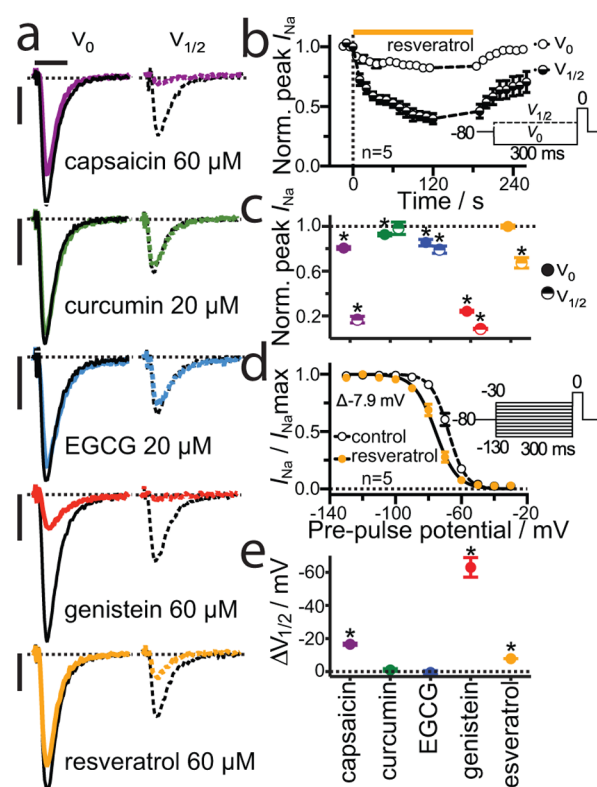 a
V0
V1/2
capsaicin 60 µM
curcumin 20 µM
EGCG 20 µM
genistein 60 µM
resveratrol 60 µM
b
Norm. peak INa
1.0
0.5
0.0
resveratrol
V0
V1/2
n=5
-80
V1/2
V0
0
300 ms
0
120
240
Time / s
c
Norm. peak INa
1.0
0.6
0.2
* * * * * * * *
V0
V1/2
d
INa / INamax
1.0
0.5
0.0
Δ-7.9 mV
control
resveratrol
n=5
-30
-80
-130
0
300 ms
-140
-100
-60
-20
Pre-pulse potential / mV
e
ΔV1/2 / mV
-60
-40
-20
0
* * *
capsaicin
curcumin
EGCG
genistein
esveratrol